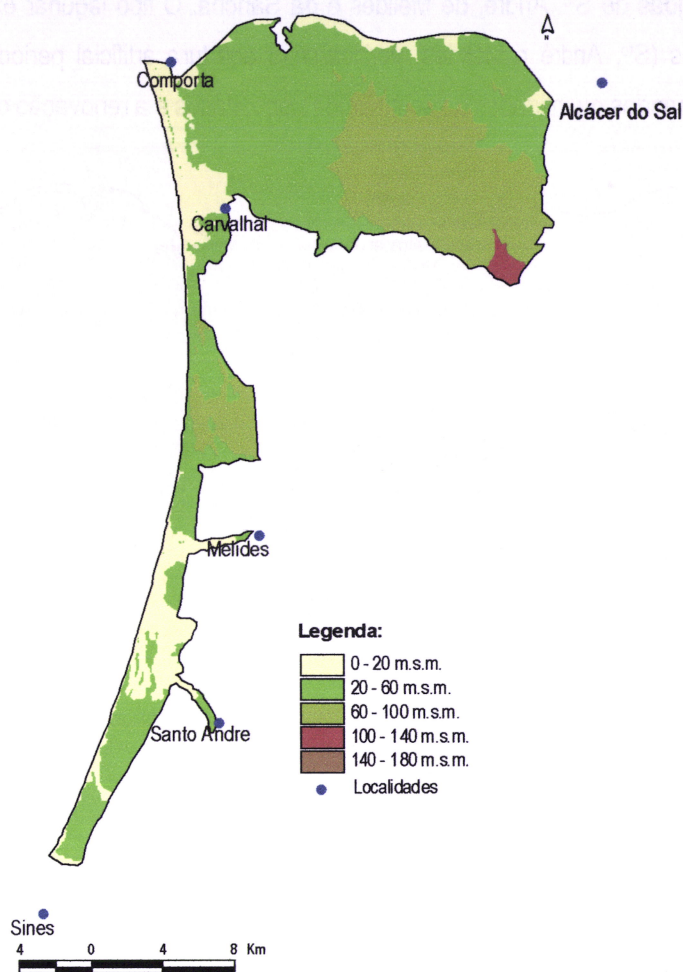 Comporta
Alcácer do Sal
Carvalhal
Melides
Legenda:
0 - 20 m.s.m.
20 - 60 m.s.m.
60 - 100 m.s.m.
100 - 140 m.s.m.
140 - 180 m.s.m.
Localidades
Santo Andre
Sines
4 0 4 8 Km